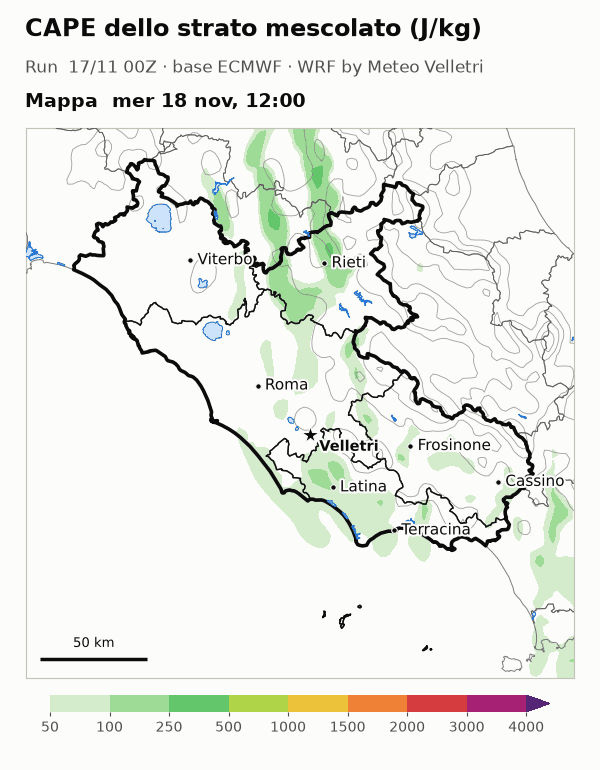 CAPE dello strato mescolato (J/kg)
Run  17/11 00Z · base ECMWF · WRF by Meteo Velletri
Mappa  mer 18 nov, 12:00
Viterbo
Rieti
Roma
Velletri
Frosinone
Cassino
Latina
Terracina
50 km
50 100 250 500 1000 1500 2000 3000 4000